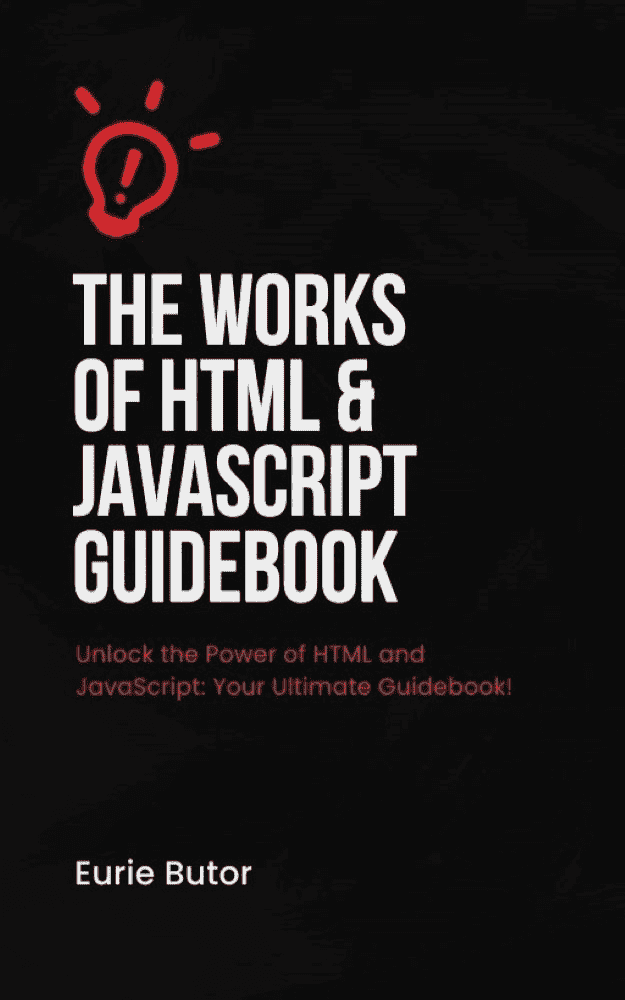 THE WORKS
OF HTML &
JAVASCRIPT
GUIDEBOOK
Unlock the Power of HTML and
JavaScript: Your Ultimate Guidebook!
Eurie Butor